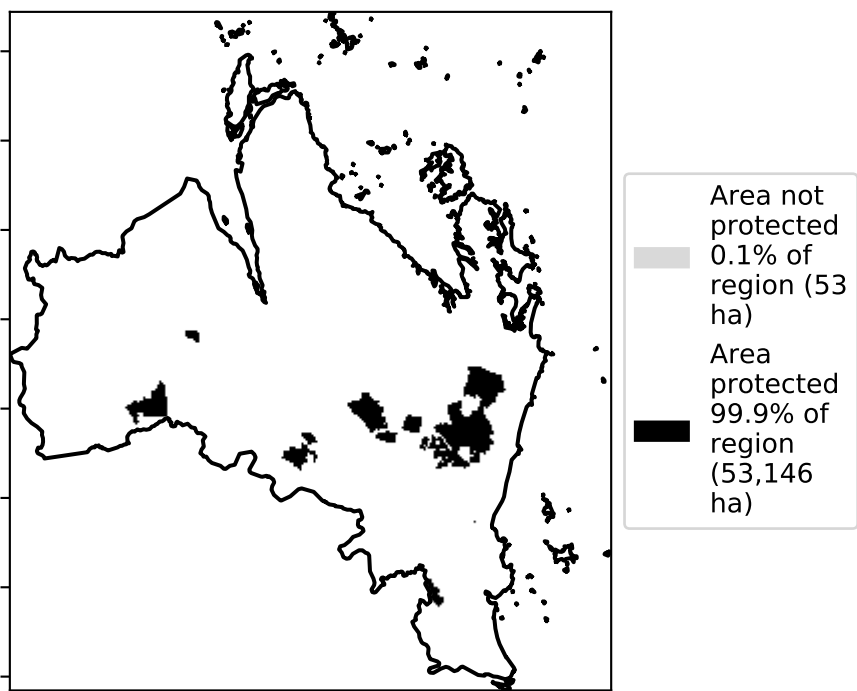 Area not
protected
0.1% of
region (53
ha)
Area
protected
99.9% of
region
(53,146
ha)